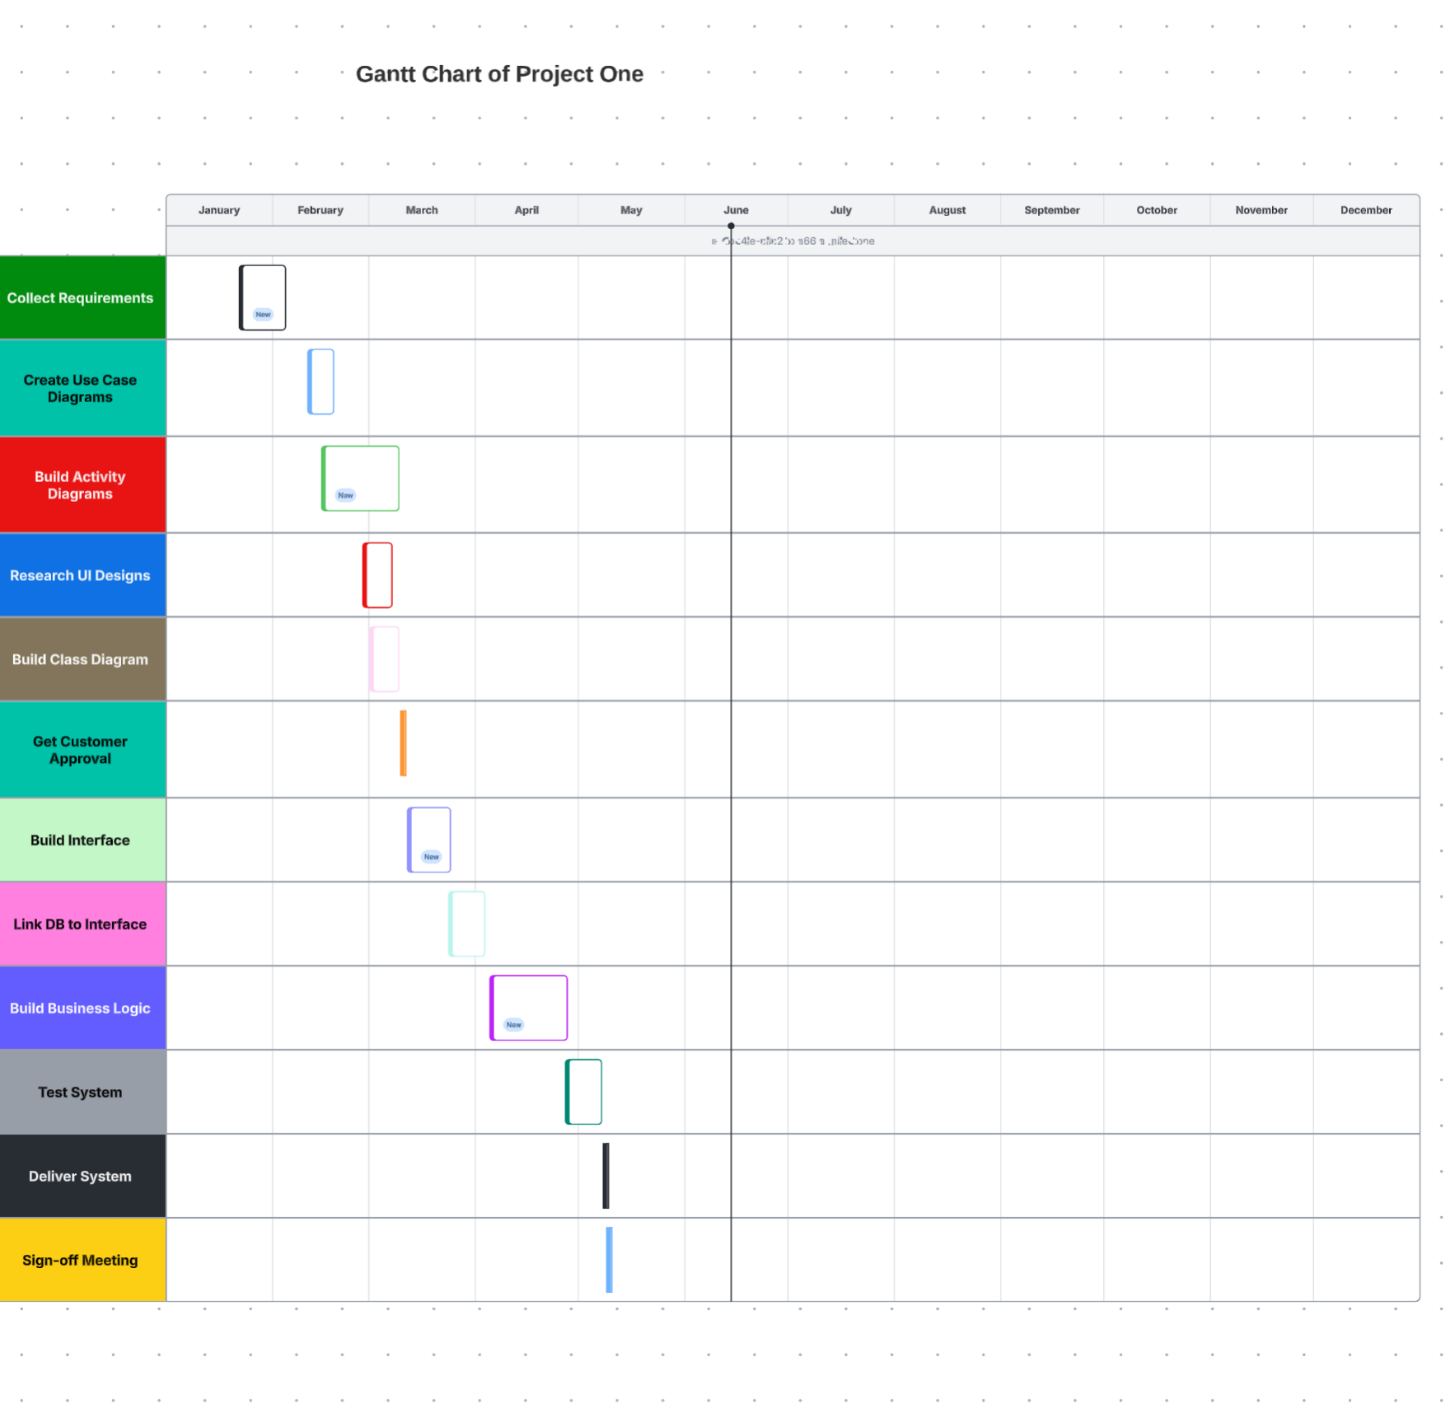 Gantt Chart of Project One
January February March April May June July August September October November December
Collect Requirements
New
Create Use Case
Diagrams
Build Activity
Diagrams
New
Research UI Designs
Build Class Diagram
Get Customer
Approval
Build Interface
New
Link DB to Interface
Build Business Logic
New
Test System
Deliver System
Sign-off Meeting